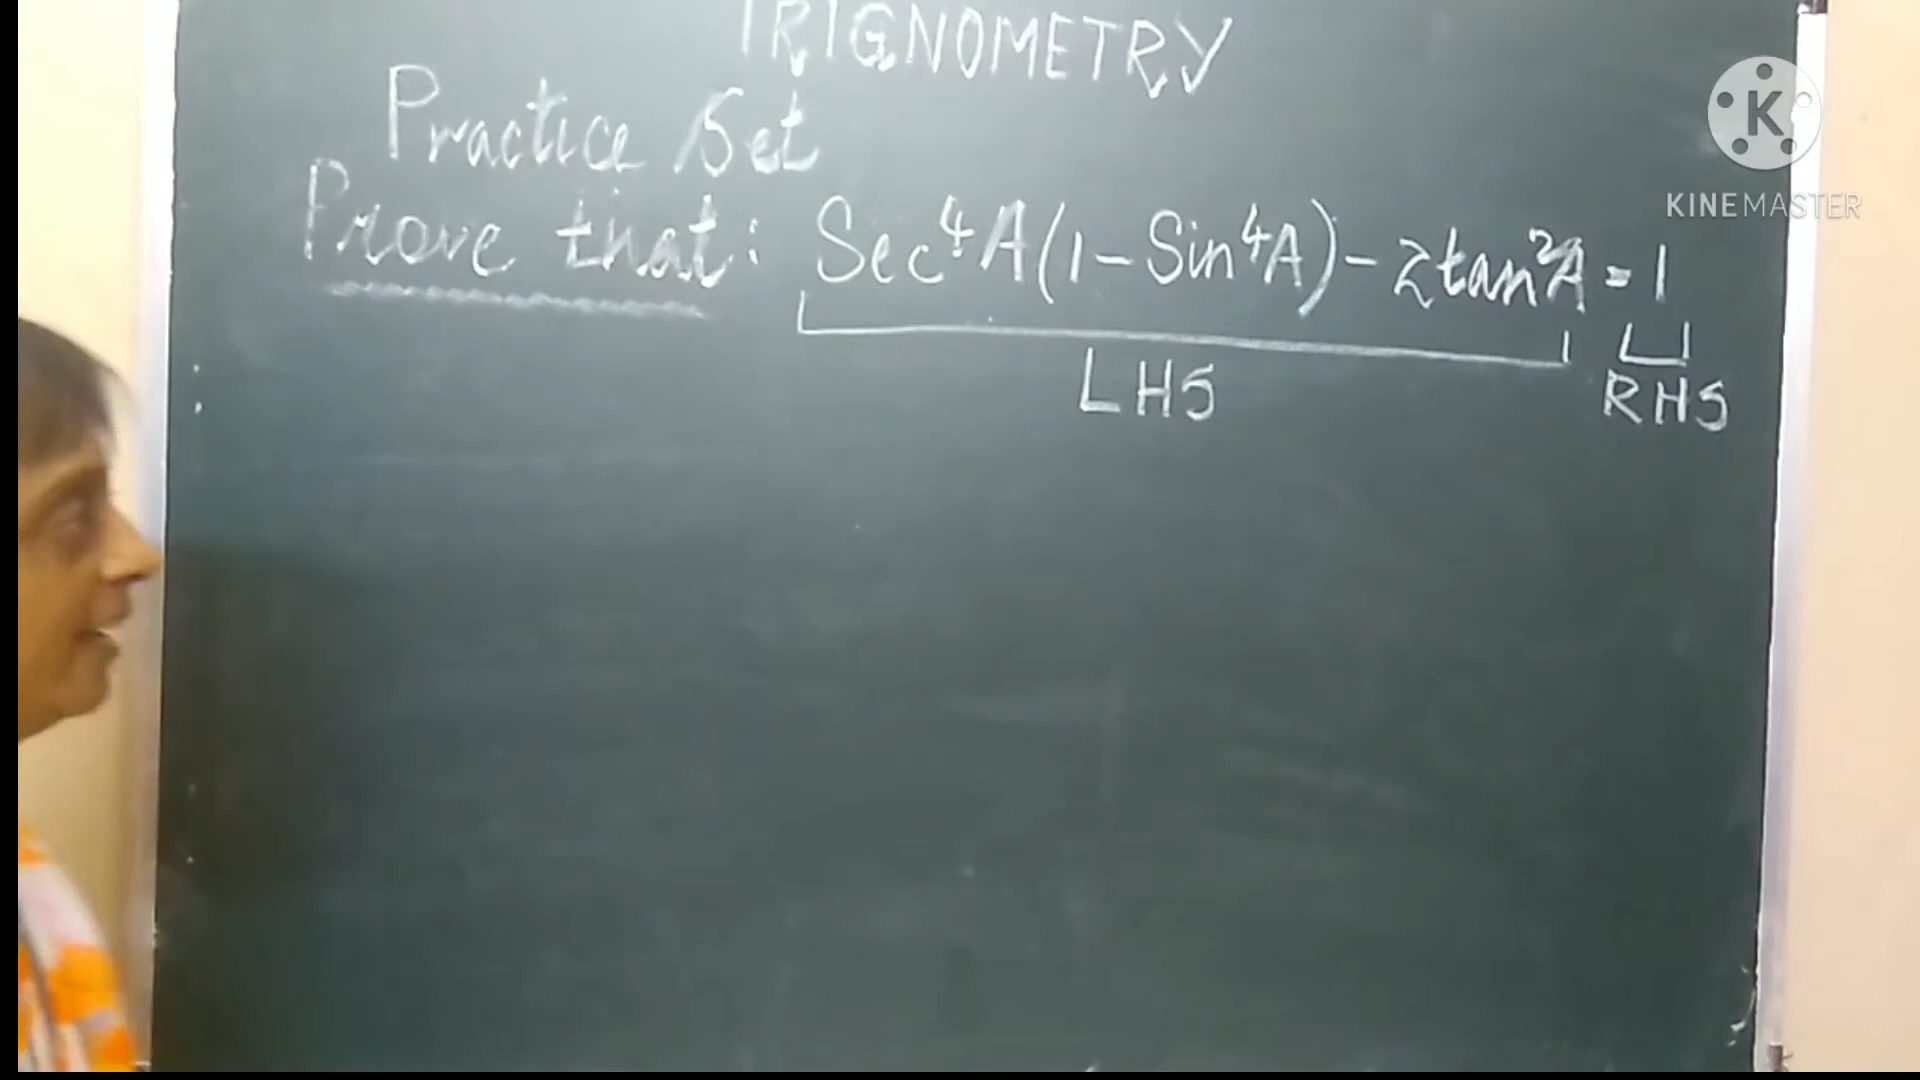 TRIGNOMETRY
Practice Set
Prove that: Sec⁴A(1-Sin⁴A)-2tan²A=1
LHS RHS
K
KINEMASTER